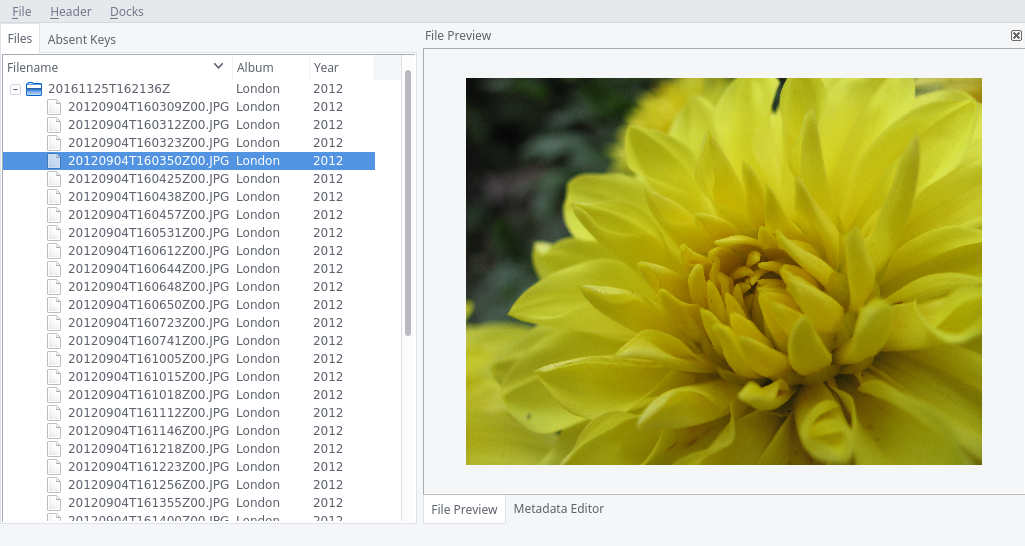 File Header Docks
Files Absent Keys
Filename Album Year
20161125T162136Z London 2012
20120904T160309Z00.JPG London 2012
20120904T160312Z00.JPG London 2012
20120904T160323Z00.JPG London 2012
20120904T160350Z00.JPG London 2012
20120904T160425Z00.JPG London 2012
20120904T160438Z00.JPG London 2012
20120904T160457Z00.JPG London 2012
20120904T160531Z00.JPG London 2012
20120904T160612Z00.JPG London 2012
20120904T160644Z00.JPG London 2012
20120904T160648Z00.JPG London 2012
20120904T160650Z00.JPG London 2012
20120904T160723Z00.JPG London 2012
20120904T160741Z00.JPG London 2012
20120904T161005Z00.JPG London 2012
20120904T161015Z00.JPG London 2012
20120904T161018Z00.JPG London 2012
20120904T161112Z00.JPG London 2012
20120904T161146Z00.JPG London 2012
20120904T161218Z00.JPG London 2012
20120904T161223Z00.JPG London 2012
20120904T161256Z00.JPG London 2012
20120904T161355Z00.JPG London 2012
20120904T161400Z00.JPG London 2012
File Preview
File Preview Metadata Editor